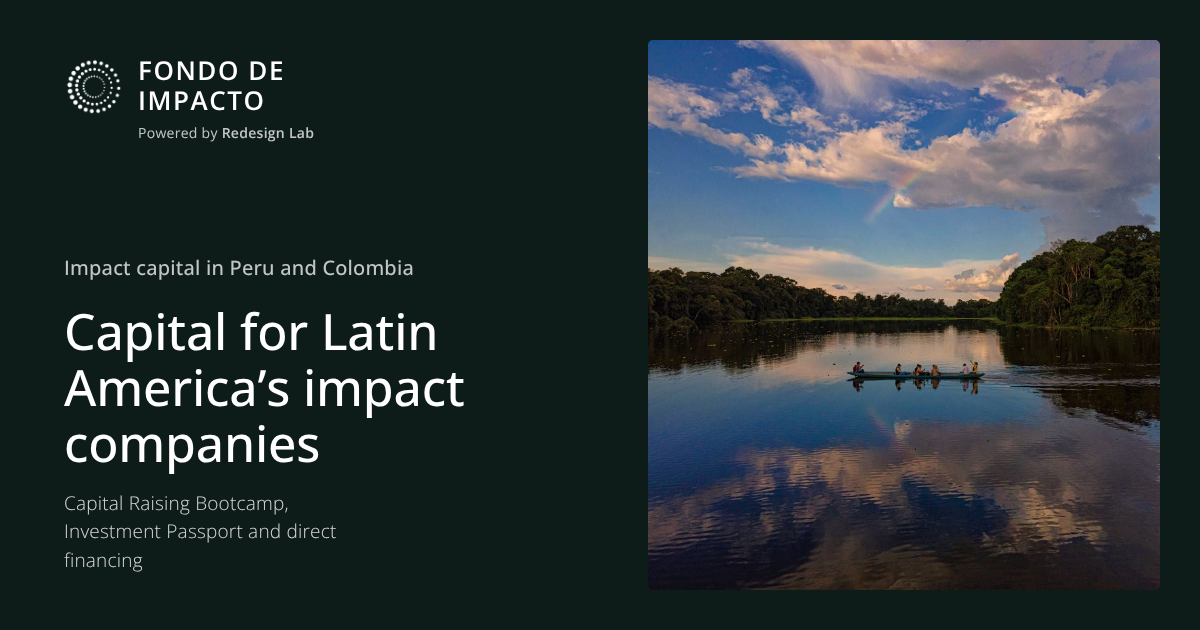 FONDO DE
IMPACTO
Powered by Redesign Lab
Impact capital in Peru and Colombia
Capital for Latin
America’s impact
companies
Capital Raising Bootcamp,
Investment Passport and direct
financing